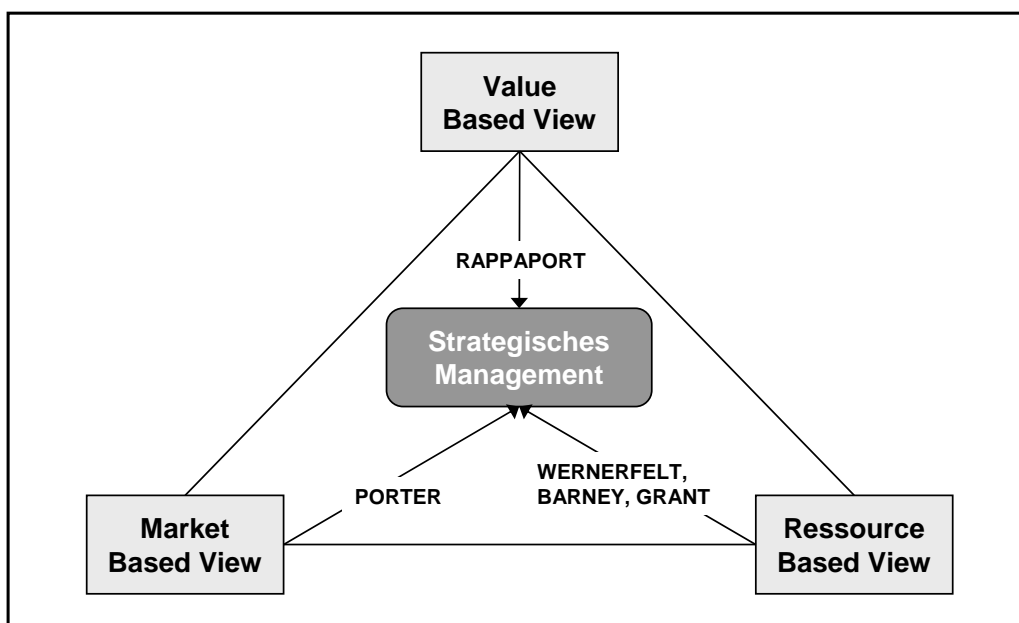 Value
Based View
RAPPAPORT
Strategisches
Management
PORTER
WERNERFELT,
BARNEY, GRANT
Market
Based View
Ressource
Based View